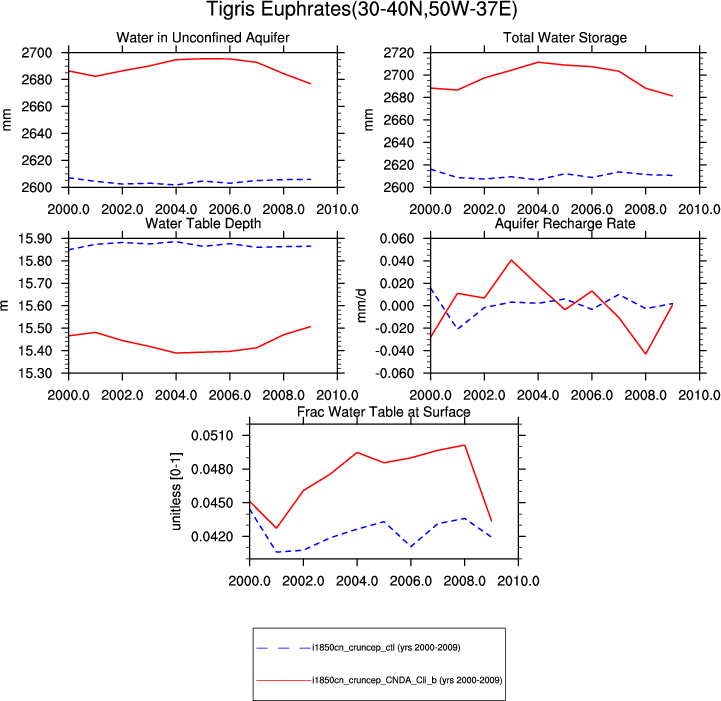 Tigris Euphrates(30-40N,50W-37E)
Water in Unconfined Aquifer
mm
2700
2680
2660
2640
2620
2600
2000.0 2002.0 2004.0 2006.0 2008.0 2010.0
Total Water Storage
mm
2720
2700
2680
2660
2640
2620
2600
2000.0 2002.0 2004.0 2006.0 2008.0 2010.0
Water Table Depth
m
15.90
15.80
15.70
15.60
15.50
15.40
15.30
2000.0 2002.0 2004.0 2006.0 2008.0 2010.0
Aquifer Recharge Rate
mm/d
0.060
0.040
0.020
0.000
-0.020
-0.040
-0.060
2000.0 2002.0 2004.0 2006.0 2008.0 2010.0
Frac Water Table at Surface
unitless [0-1]
0.0510
0.0480
0.0450
0.0420
2000.0 2002.0 2004.0 2006.0 2008.0 2010.0
i1850cn_cruncep_ctl (yrs 2000-2009)
i1850cn_cruncep_CNDA_Cli_b (yrs 2000-2009)